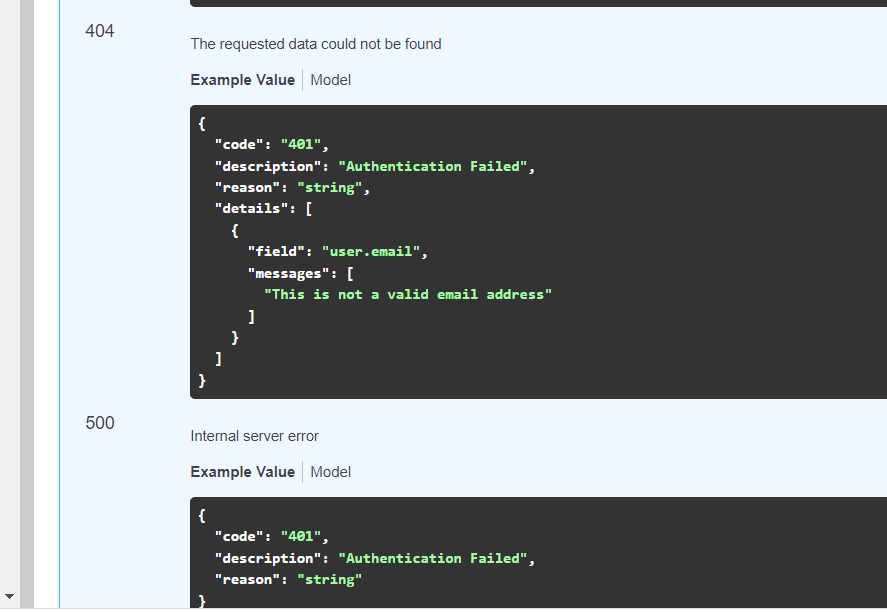 404
The requested data could not be found
Example Value Model
{
"code": "401",
"description": "Authentication Failed",
"reason": "string",
"details": [
{
"field": "user.email",
"messages": [
"This is not a valid email address"
]
}
]
}
500
Internal server error
Example Value Model
{
"code": "401",
"description": "Authentication Failed",
"reason": "string"
}